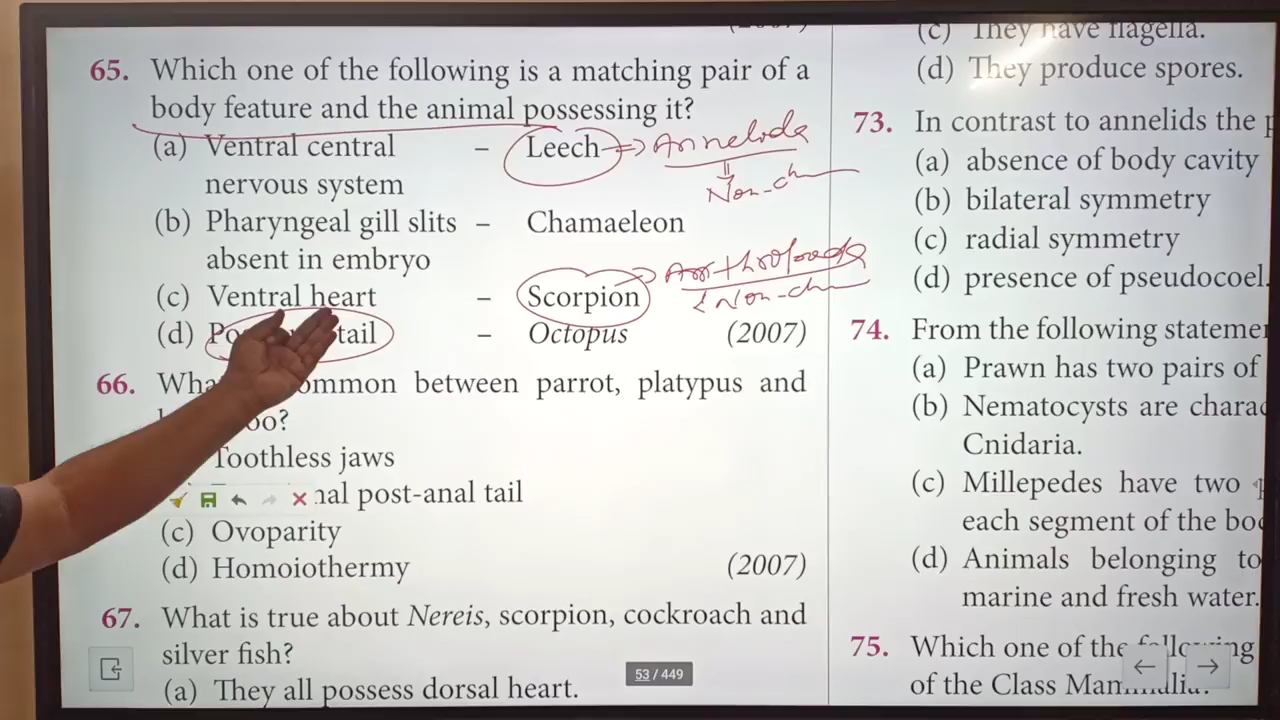 65. Which one of the following is a matching pair of a
body feature and the animal possessing it?
(a) Ventral central – Leech
nervous system
(b) Pharyngeal gill slits – Chamaeleon
absent in embryo
(c) Ventral heart – Scorpion
(d) tail – Octopus (2007)
Annelida
Non-ch
Non-ch
66. common between parrot, platypus and
Toothless jaws
post-anal tail
(c) Ovoparity
(d) Homoiothermy (2007)
67. What is true about Nereis, scorpion, cockroach and
silver fish?
(a) They all possess dorsal heart.
53 / 449
(c) They have flagella.
(d) They produce spores.
73. In contrast to annelids the
(a) absence of body cavity
(b) bilateral symmetry
(c) radial symmetry
(d) presence of pseudocoel.
74. From the following
(a) Prawn has two pairs of
(b) Nematocysts are
Cnidaria.
(c) Millepedes have two
each segment of the
(d) Animals belonging to
marine and fresh water.
75. Which one of the
of the Class